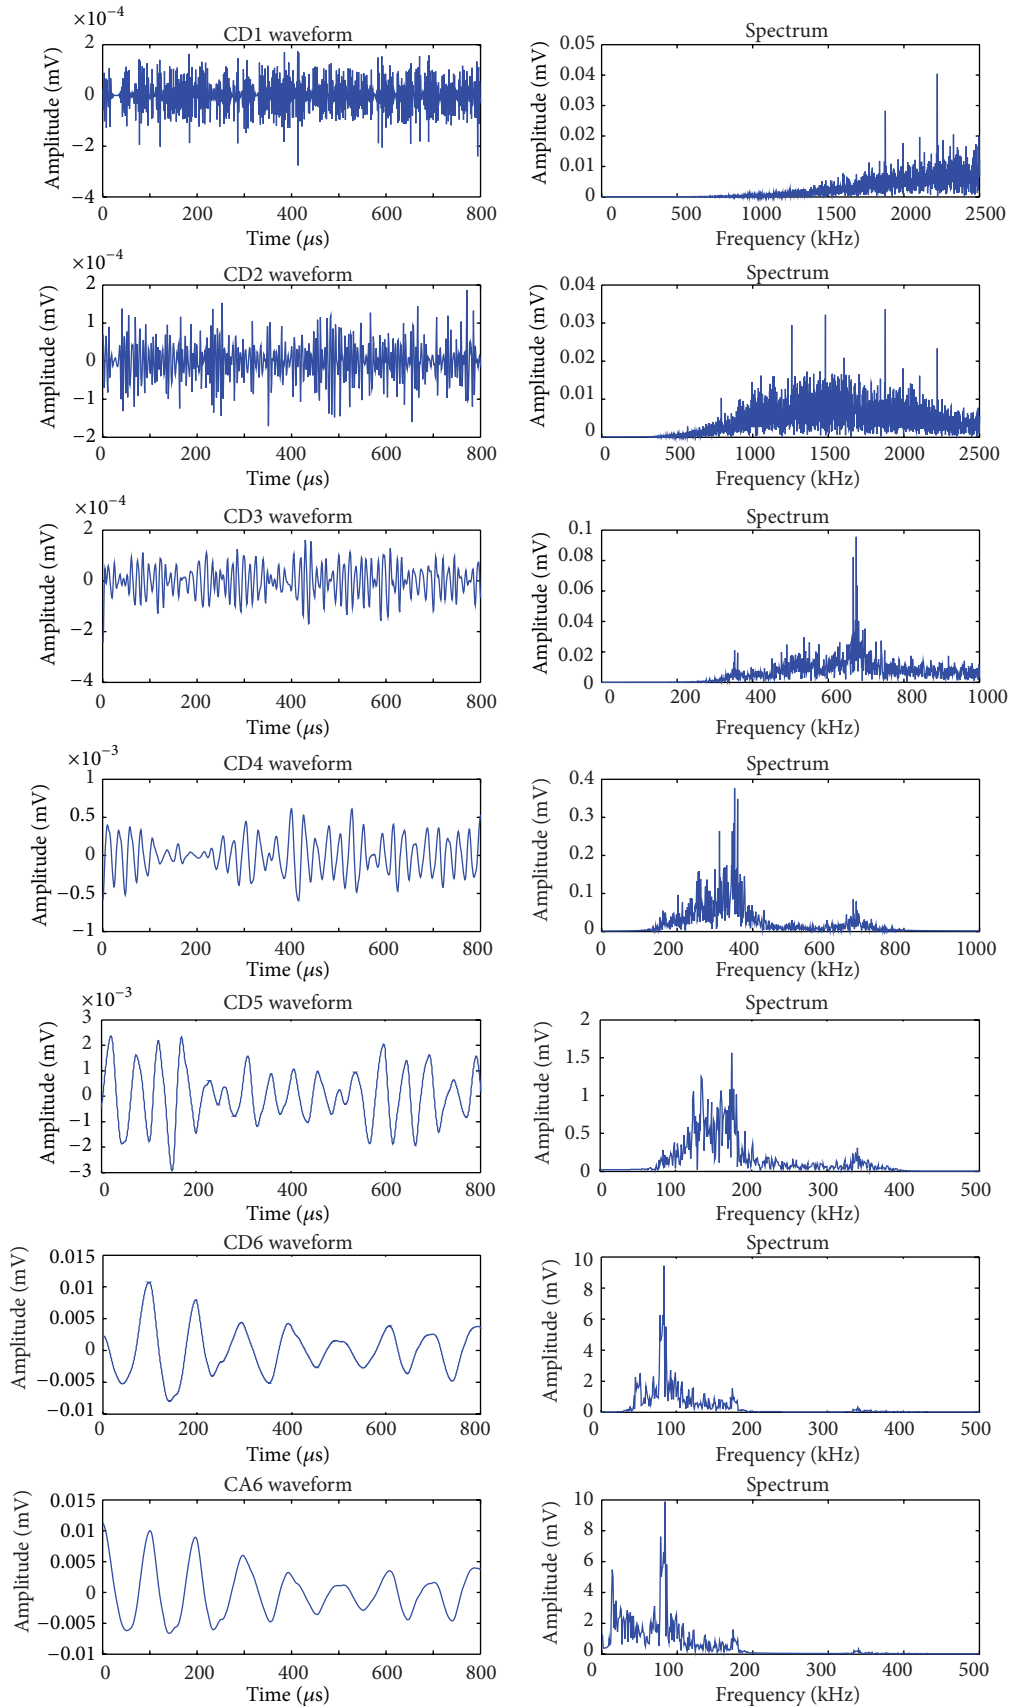 ×10⁻⁴
CD1 waveform
Spectrum
Amplitude (mV)
2
0
−2
−4
0 200 400 600 800
Time (μs)
Amplitude (mV)
0.05
0.04
0.03
0.02
0.01
0
0 500 1000 1500 2000 2500
Frequency (kHz)
×10⁻⁴
CD2 waveform
Spectrum
Amplitude (mV)
2
1
0
−1
−2
0 200 400 600 800
Time (μs)
Amplitude (mV)
0.04
0.03
0.02
0.01
0
500 1000 1500 2000 2500
Frequency (kHz)
×10⁻⁴
CD3 waveform
Spectrum
Amplitude (mV)
2
0
−2
−4
0 200 400 600 800
Time (μs)
Amplitude (mV)
0.1
0.08
0.06
0.04
0.02
0
0 200 400 600 800 1000
Frequency (kHz)
×10⁻³
CD4 waveform
Spectrum
Amplitude (mV)
1
0.5
0
−0.5
−1
0 200 400 600 800
Time (μs)
Amplitude (mV)
0.4
0.3
0.2
0.1
0
0 200 400 600 800 1000
Frequency (kHz)
×10⁻³
CD5 waveform
Spectrum
Amplitude (mV)
3
2
1
0
−1
−2
−3
0 200 400 600 800
Time (μs)
Amplitude (mV)
2
1.5
1
0.5
0
0 100 200 300 400 500
Frequency (kHz)
CD6 waveform
Spectrum
Amplitude (mV)
0.015
0.01
0.005
0
−0.005
−0.01
0 200 400 600 800
Time (μs)
Amplitude (mV)
10
8
6
4
2
0
0 100 200 300 400 500
Frequency (kHz)
CA6 waveform
Spectrum
Amplitude (mV)
0.015
0.01
0.005
0
−0.005
−0.01
0 200 400 600 800
Time (μs)
Amplitude (mV)
10
8
6
4
2
0
0 100 200 300 400 500
Frequency (kHz)